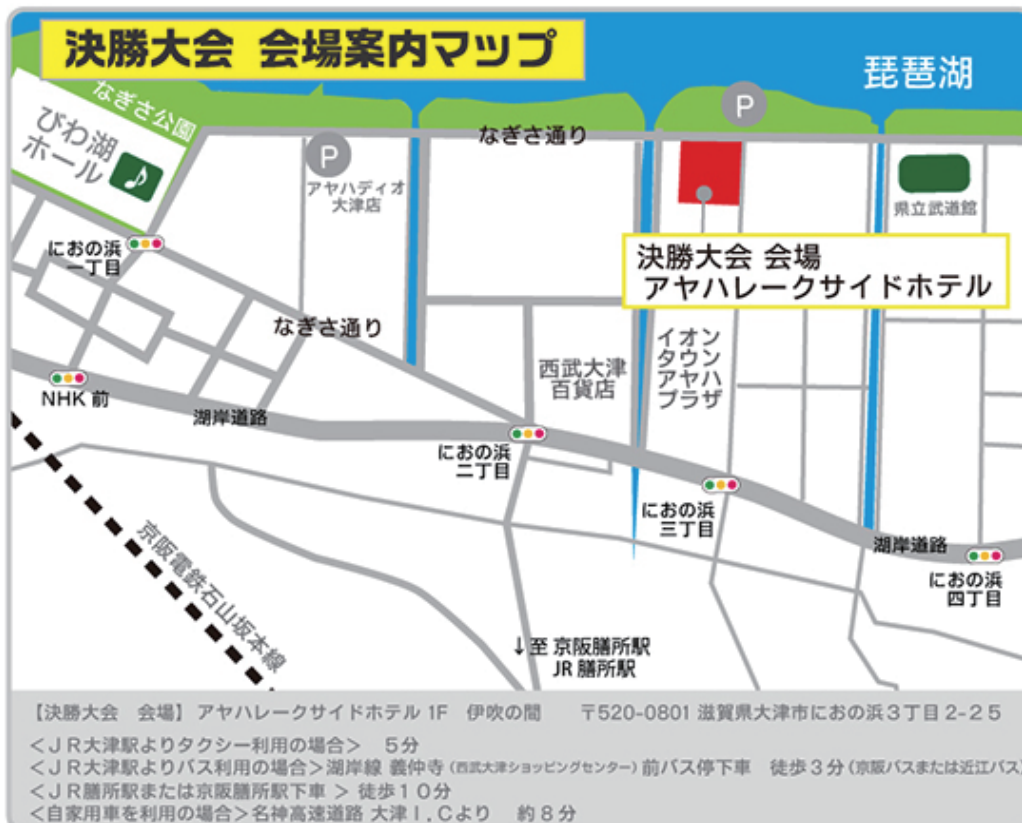 決勝大会 会場案内マップ
琵琶湖
なぎさ公園
びわ湖
ホール
P
なぎさ通り
P
アヤハディオ
大津店
県立武道館
におの浜
一丁目
決勝大会 会場
アヤハレークサイドホテル
なぎさ通り
西武大津
百貨店
イオン
タウン
アヤハ
プラザ
NHK 前
湖岸道路
におの浜
二丁目
におの浜
三丁目
湖岸道路
におの浜
四丁目
京阪電鉄石山坂本線
↓至 京阪膳所駅
JR 膳所駅
【決勝大会　会場】アヤハレークサイドホテル 1F　伊吹の間　〒520-0801 滋賀県大津市におの浜３丁目２-２５
＜ＪＲ大津駅よりタクシー利用の場合＞　５分
＜ＪＲ大津駅よりバス利用の場合＞湖岸線 義仲寺（西武大津ショッピングセンター）前バス停下車　徒歩３分（京阪バスまたは近江バス）
＜ＪＲ膳所駅または京阪膳所駅下車 ＞ 徒歩１０分
＜自家用車を利用の場合＞名神高速道路 大津Ｉ.Ｃより　約８分